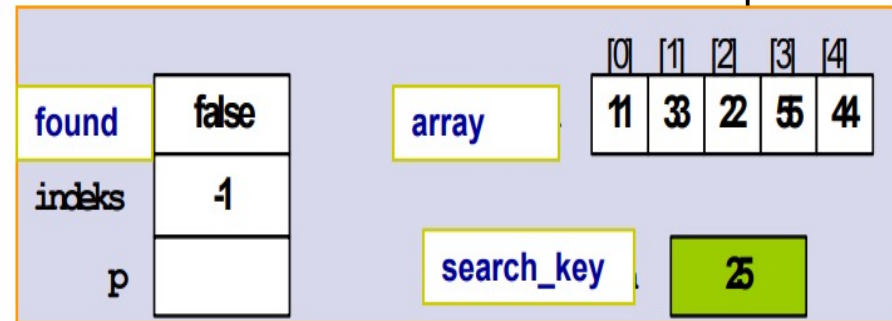 [0] [1] [2] [3] [4]
found false array 11 33 22 55 44
indeks -1
p search_key 25